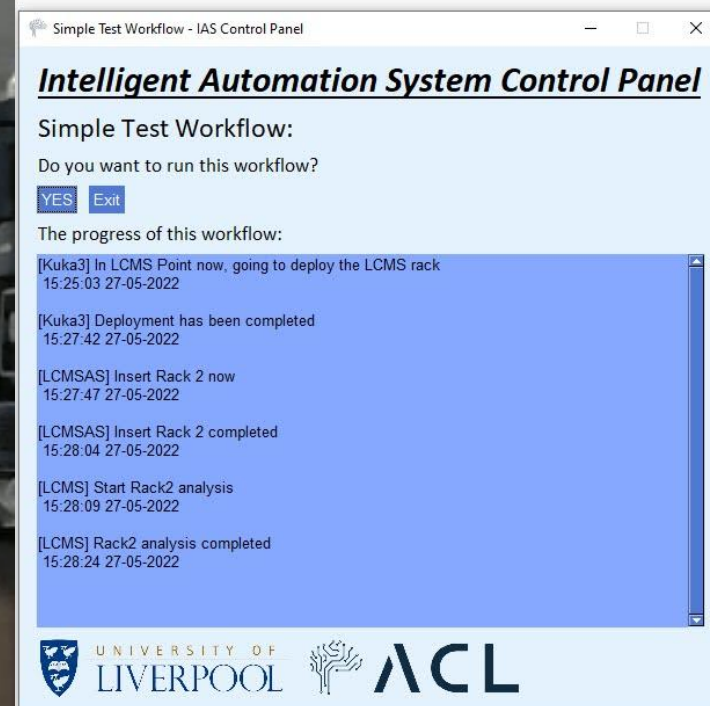 Simple Test Workflow - IAS Control Panel
Intelligent Automation System Control Panel
Simple Test Workflow:
Do you want to run this workflow?
YES Exit
The progress of this workflow:
[Kuka3] In LCMS Point now, going to deploy the LCMS rack
15:25:03 27-05-2022
[Kuka3] Deployment has been completed
15:27:42 27-05-2022
[LCMSAS] Insert Rack 2 now
15:27:47 27-05-2022
[LCMSAS] Insert Rack 2 completed
15:28:04 27-05-2022
[LCMS] Start Rack2 analysis
15:28:09 27-05-2022
[LCMS] Rack2 analysis completed
15:28:24 27-05-2022
UNIVERSITY OF
LIVERPOOL
ACL